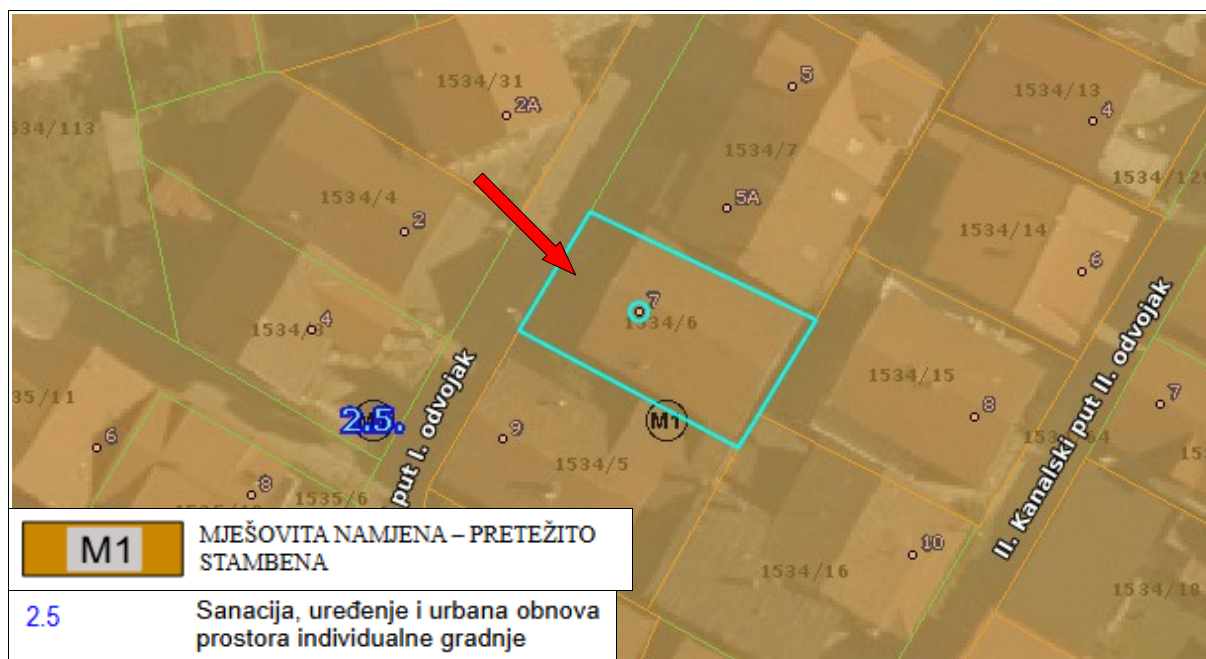 1534/31
2A
5
1534/13
4
534/113
1534/7
1534/129
1534/4
2
5A
1534/14
6
7
1534/6
4
1534/3
1534/15
8
7
35/11
2.5.
M1
9
6
1534/5
8
1535/6
put I. odvojak
II. Kanalski put II. odvojak
10
1534/16
1534/18
M1
MJEŠOVITA NAMJENA – PRETEŽITO
STAMBENA
2.5
Sanacija, uređenje i urbana obnova
prostora individualne gradnje